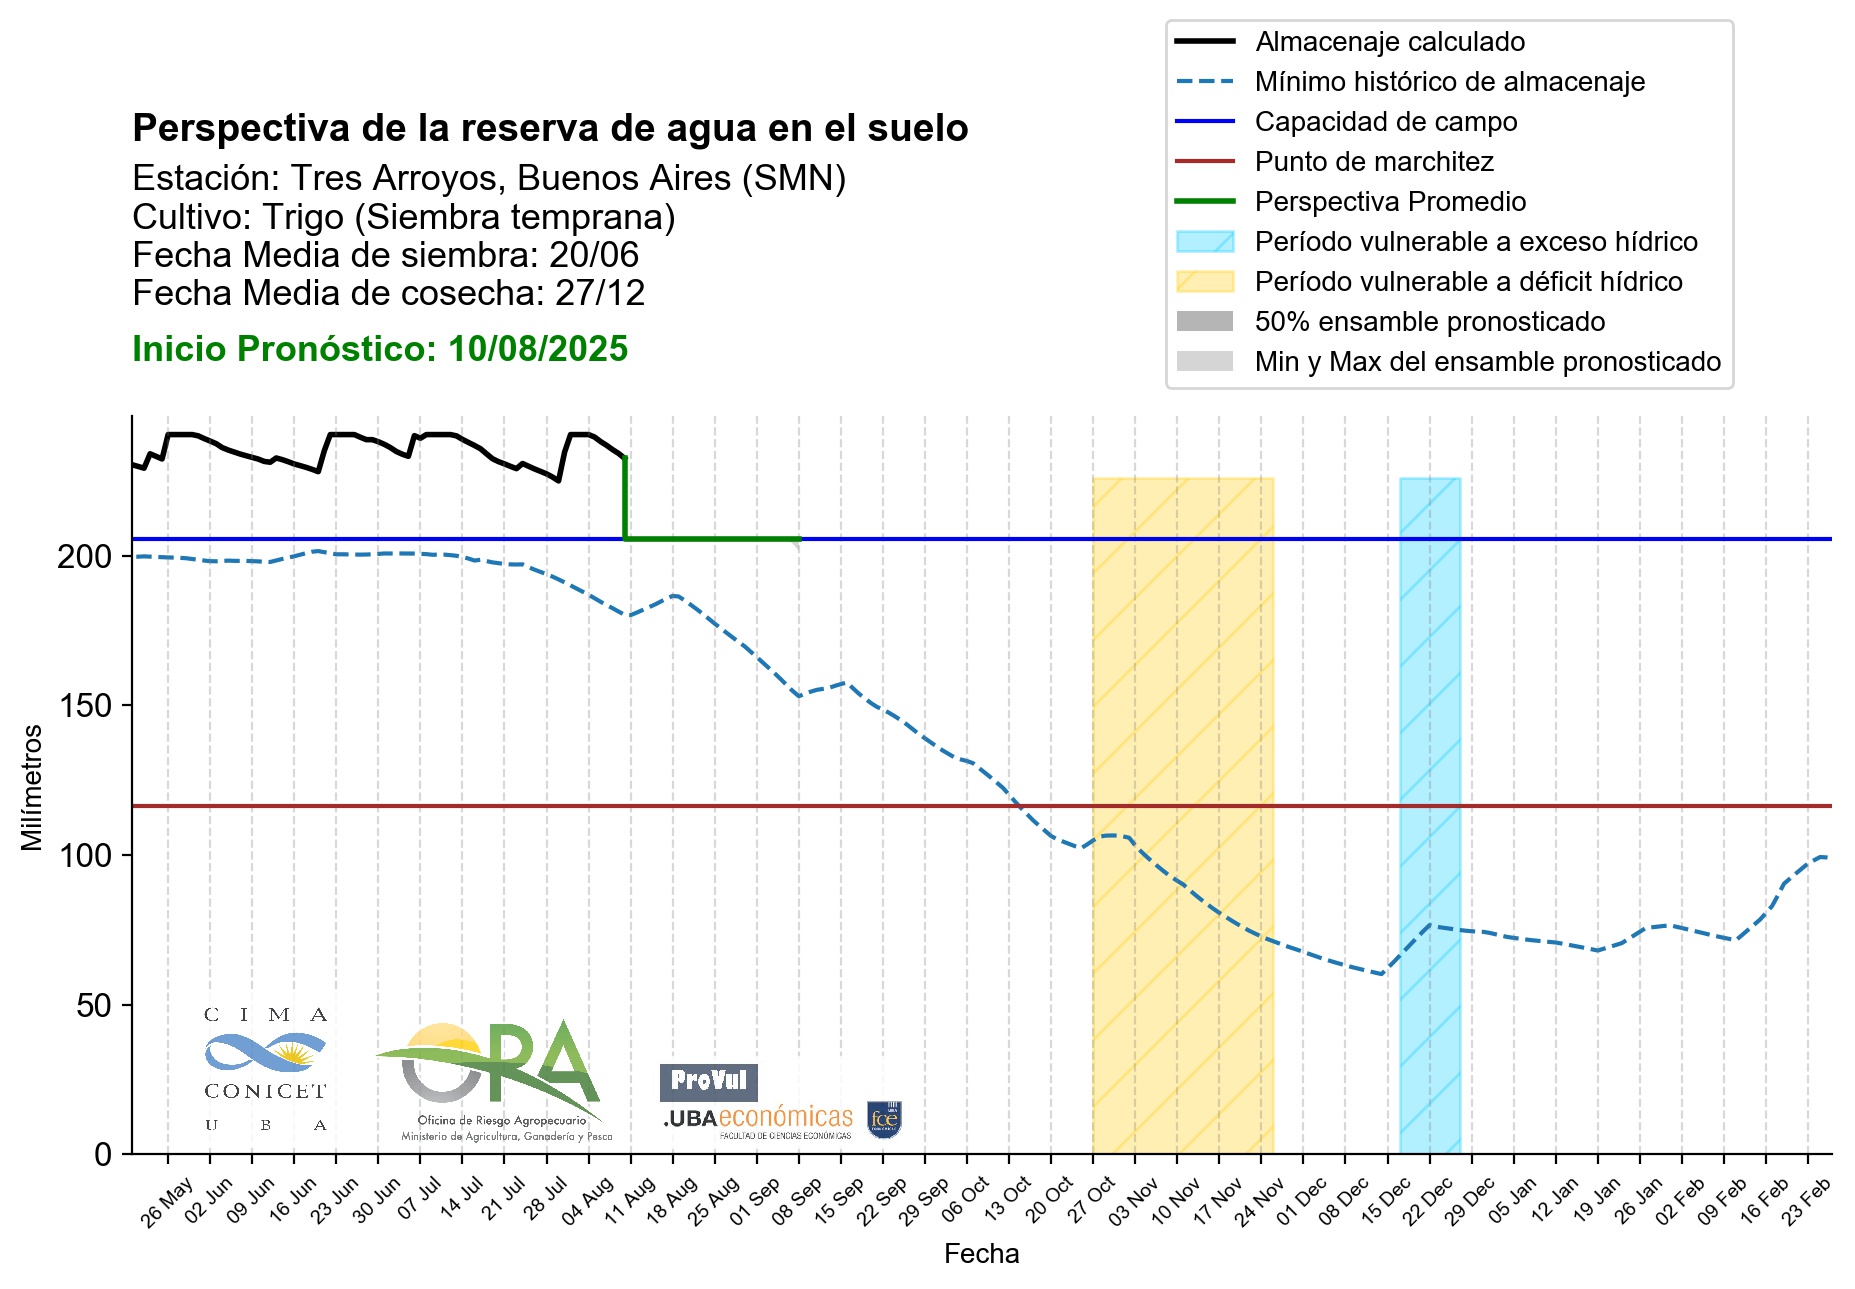 Almacenaje calculado
Mínimo histórico de almacenaje
Capacidad de campo
Punto de marchitez
Perspectiva Promedio
Período vulnerable a exceso hídrico
Período vulnerable a déficit hídrico
50% ensamble pronosticado
Min y Max del ensamble pronosticado
Perspectiva de la reserva de agua en el suelo
Estación: Tres Arroyos, Buenos Aires (SMN)
Cultivo: Trigo (Siembra temprana)
Fecha Media de siembra: 20/06
Fecha Media de cosecha: 27/12
Inicio Pronóstico: 10/08/2025
Milímetros
200
150
100
50
0
C I M A
CONICET
U B A
ORA
Oficina de Riesgo Agropecuario
Ministerio de Agricultura, Ganadería y Pesca
ProVul
.UBAeconómicas
FACULTAD DE CIENCIAS ECONÓMICAS
fce
26 May
02 Jun
09 Jun
16 Jun
23 Jun
30 Jun
07 Jul
14 Jul
21 Jul
28 Jul
04 Aug
11 Aug
18 Aug
25 Aug
01 Sep
08 Sep
15 Sep
22 Sep
29 Sep
06 Oct
13 Oct
20 Oct
27 Oct
03 Nov
10 Nov
17 Nov
24 Nov
01 Dec
08 Dec
15 Dec
22 Dec
29 Dec
05 Jan
12 Jan
19 Jan
26 Jan
02 Feb
09 Feb
16 Feb
23 Feb
Fecha